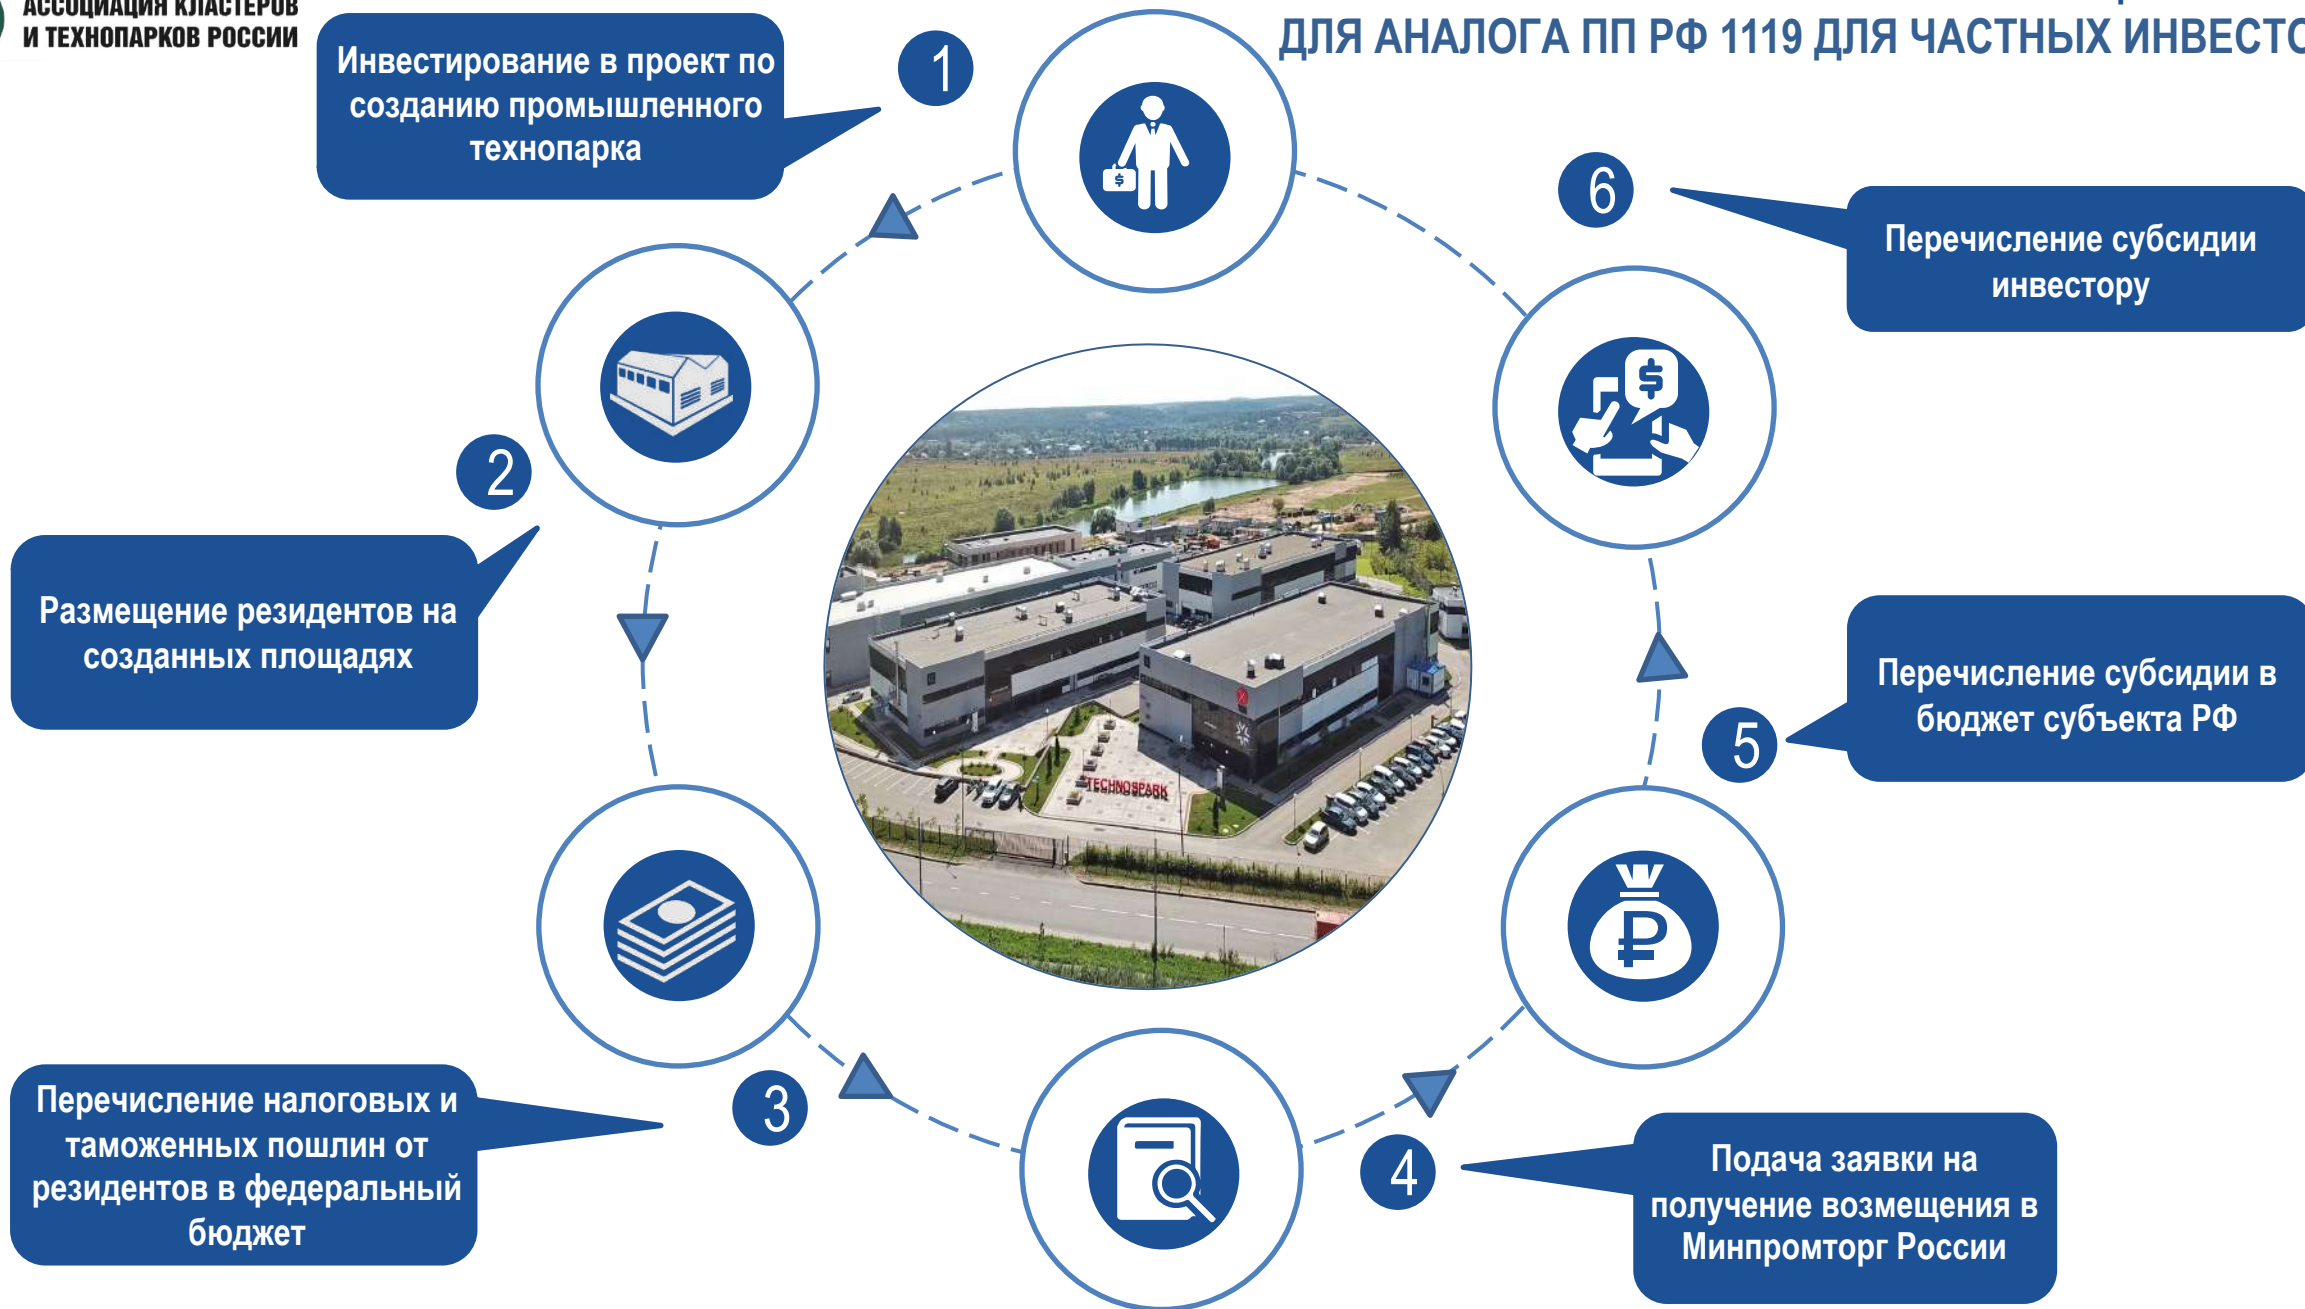 АССОЦИАЦИЯ КЛАСТЕРОВ
И ТЕХНОПАРКОВ РОССИИ
ДЛЯ АНАЛОГА ПП РФ 1119 ДЛЯ ЧАСТНЫХ
Инвестирование в проект по
созданию промышленного
технопарка
1
6
Перечисление субсидии
инвестору
2
Размещение резидентов на
созданных площадях
TECHNOSPARK
Перечисление субсидии в
бюджет субъекта РФ
5
3
Перечисление налоговых и
таможенных пошлин от
резидентов в федеральный
бюджет
4
Подача заявки на
получение возмещения в
Минпромторг России